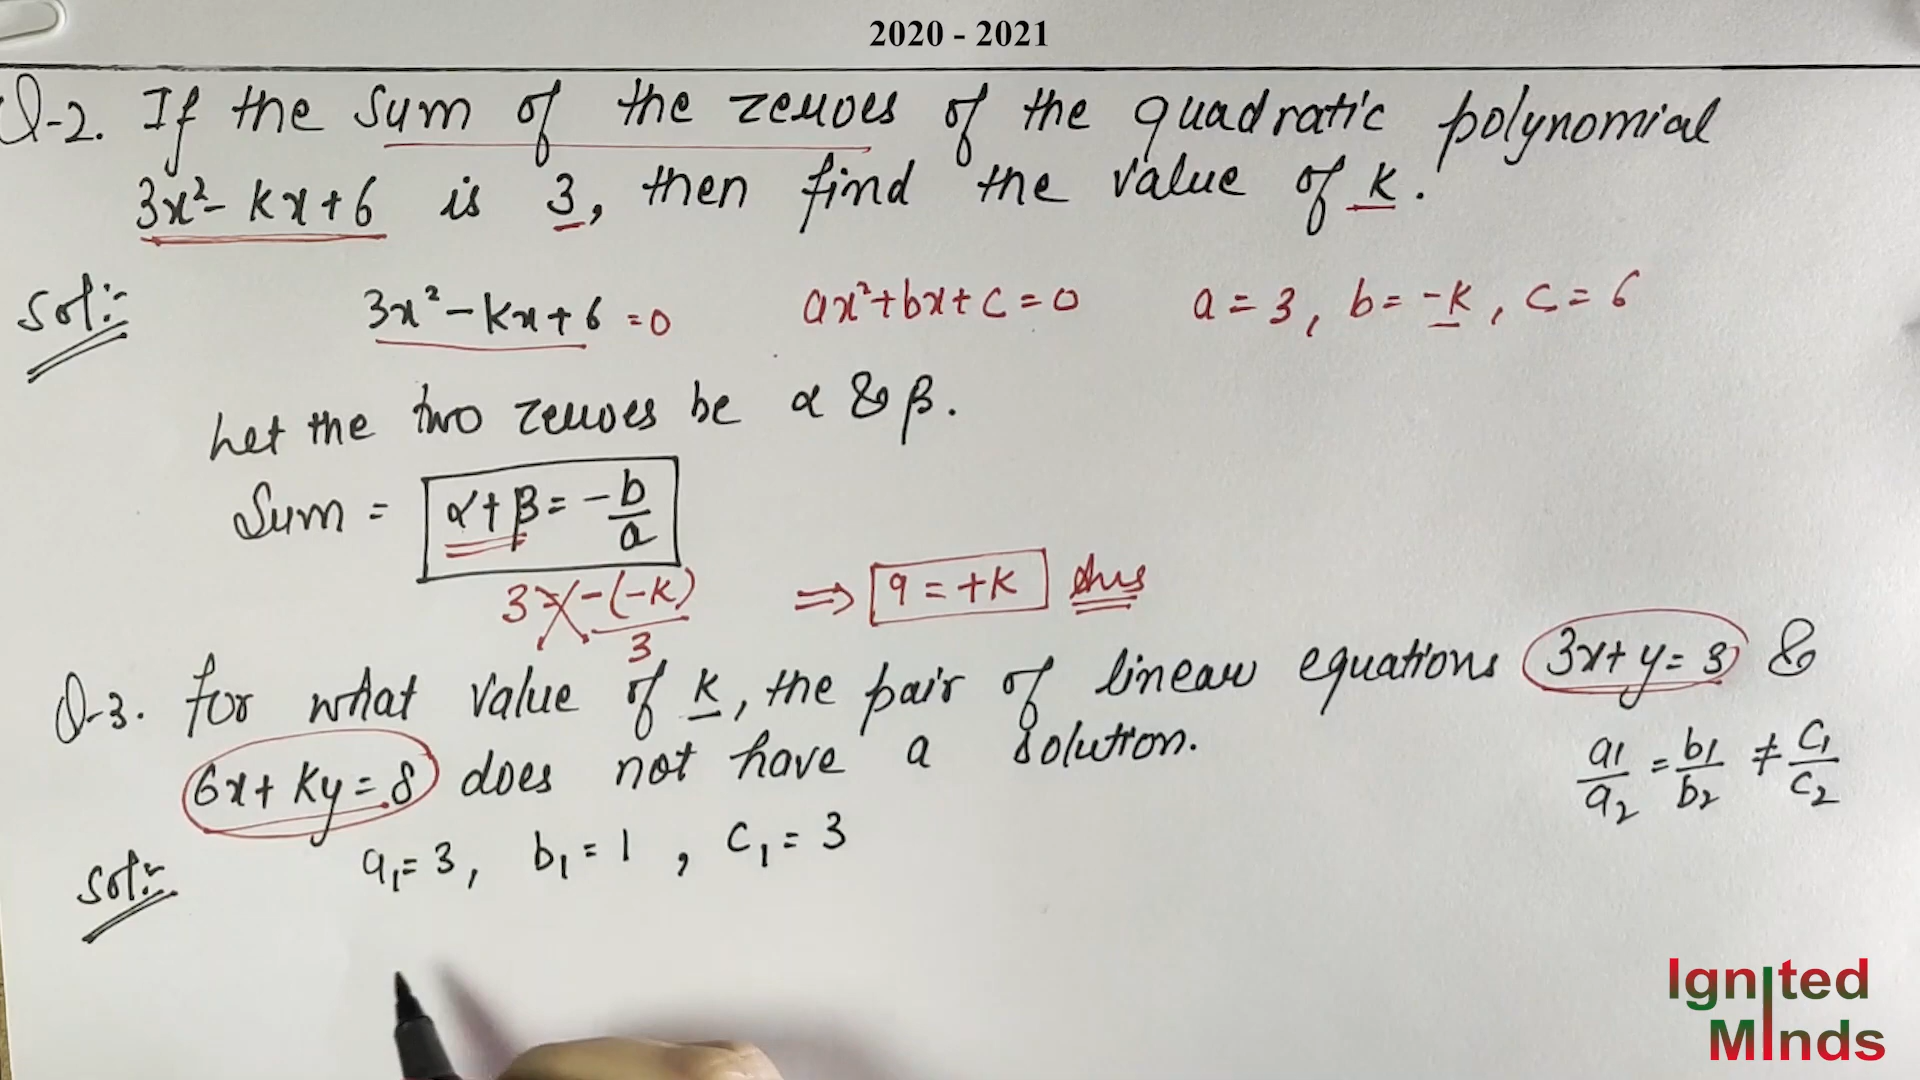 2020 - 2021
Q-2. If the sum of the zeroes of the quadratic polynomial
3x² - kx + 6 is 3, then find the value of k.
Sol:-
3x² - kx + 6 = 0 ax² + bx + c = 0 a = 3, b = -k, c = 6
Let the two zeroes be α & β.
Sum = α + β = -b/a
3 = -(-k)/3 ⇒ 9 = +k Ans
Q-3. For what value of k, the pair of linear equations 3x + y = 3 &
6x + ky = 8 does not have a solution.
a₁/a₂ = b₁/b₂ ≠ c₁/c₂
Sol:-
a₁ = 3, b₁ = 1, c₁ = 3
Ignited
Minds